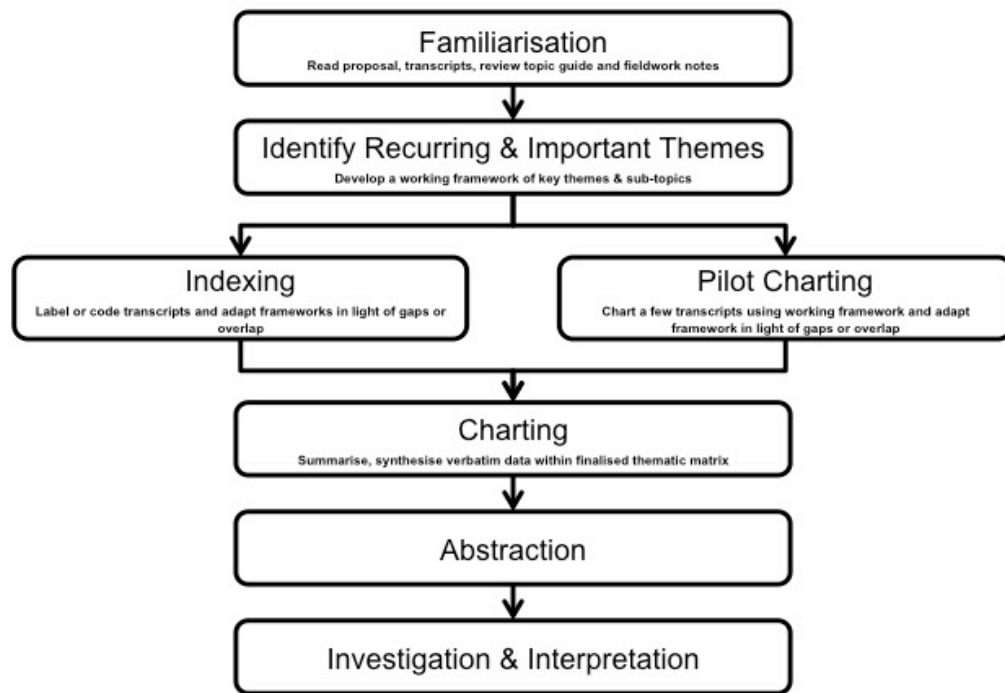 Familiarisation
Read proposal, transcripts, review topic guide and fieldwork notes
Identify Recurring & Important Themes
Develop a working framework of key themes & sub-topics
Indexing
Label or code transcripts and adapt frameworks in light of gaps or
overlap
Pilot Charting
Chart a few transcripts using working framework and adapt
framework in light of gaps or overlap
Charting
Summarise, synthesise verbatim data within finalised thematic matrix
Abstraction
Investigation & Interpretation